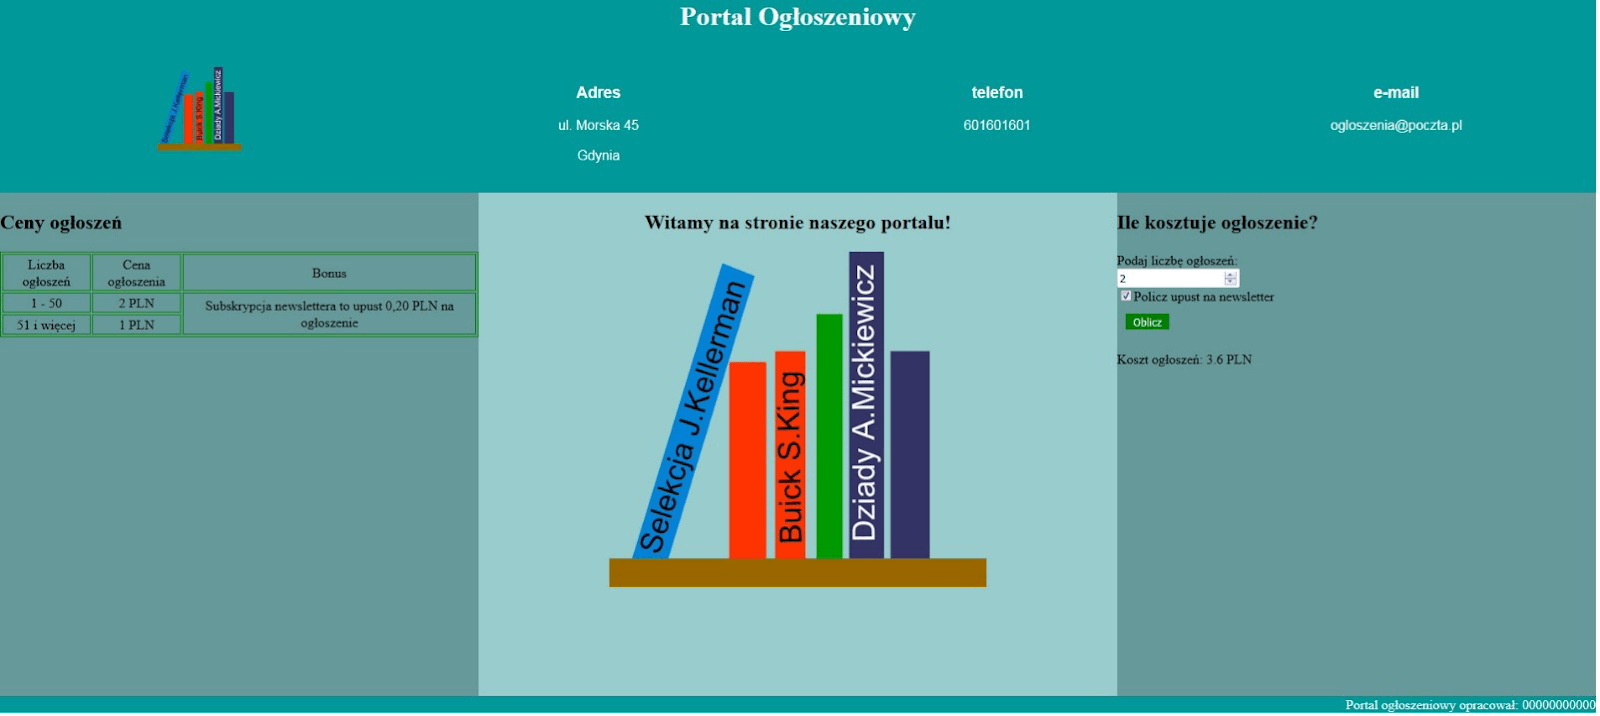 Portal Ogłoszeniowy
Selekcja J.Kellerman
Buick S.King
Dziady A.Mickiewicz
Adres
ul. Morska 45
Gdynia
telefon
601601601
e-mail
ogloszenia@poczta.pl
Ceny ogłoszeń
Liczba ogłoszeń
Cena ogłoszenia
Bonus
1 - 50
2 PLN
Subskrypcja newslettera to upust 0,20 PLN na
ogłoszenie
51 i więcej
1 PLN
Witamy na stronie naszego portalu!
Selekcja J.Kellerman
Buick S.King
Dziady A.Mickiewicz
Ile kosztuje ogłoszenie?
Podaj liczbę ogłoszeń:
2
Policz upust na newsletter
Oblicz
Koszt ogłoszeń: 3.6 PLN
Portal ogłoszeniowy opracował: 00000000000